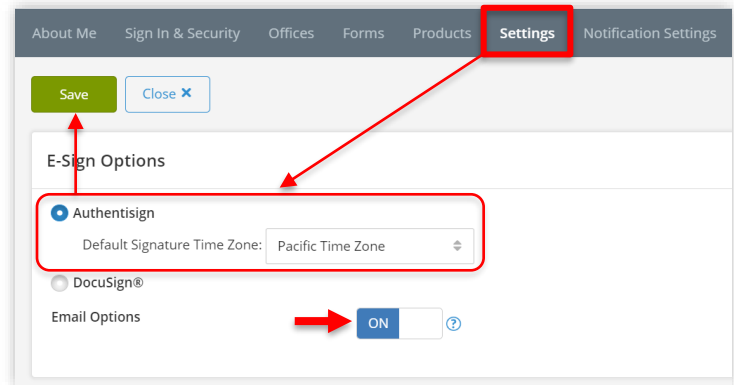 About Me Sign In & Security Offices Forms Products Settings Notification Settings
Save Close ×
E-Sign Options
Authentisign
Default Signature Time Zone: Pacific Time Zone
DocuSign®
Email Options ON ?